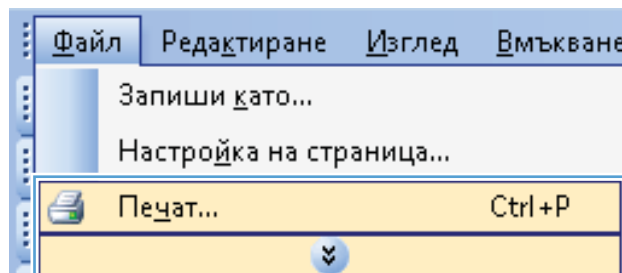 Файл Редактиране Изглед Вмъкване
Запиши като...
Настройка на страница...
Печат... Ctrl+P